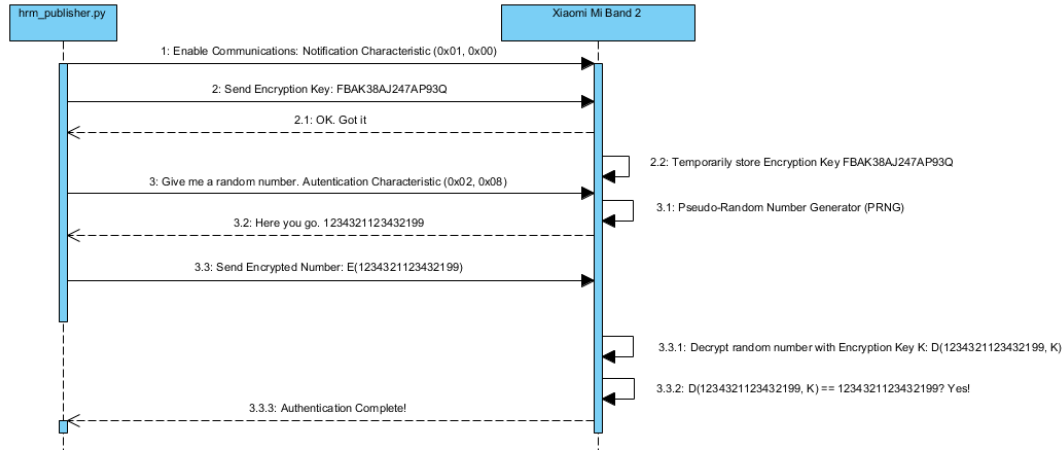 hrm_publisher.py
Xiaomi Mi Band 2
1: Enable Communications: Notification Characteristic (0x01, 0x00)
2: Send Encryption Key: FBAK38AJ247AP93Q
2.1: OK. Got it
2.2: Temporarily store Encryption Key FBAK38AJ247AP93Q
3: Give me a random number. Autentication Characteristic (0x02, 0x08)
3.1: Pseudo-Random Number Generator (PRNG)
3.2: Here you go. 1234321123432199
3.3: Send Encrypted Number: E(1234321123432199)
3.3.1: Decrypt random number with Encryption Key K: D(1234321123432199, K)
3.3.2: D(1234321123432199, K) == 1234321123432199? Yes!
3.3.3: Authentication Complete!